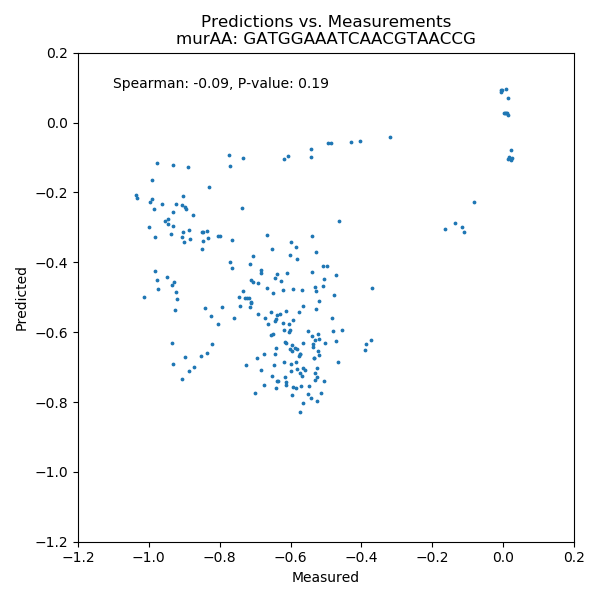 Predictions vs. Measurements
murAA: GATGGAAATCAACGTAACCG
Spearman: -0.09, P-value: 0.19
0.2
0.0
−0.2
−0.4
−0.6
−0.8
−1.0
−1.2
Predicted
−1.2 −1.0 −0.8 −0.6 −0.4 −0.2 0.0 0.2
Measured